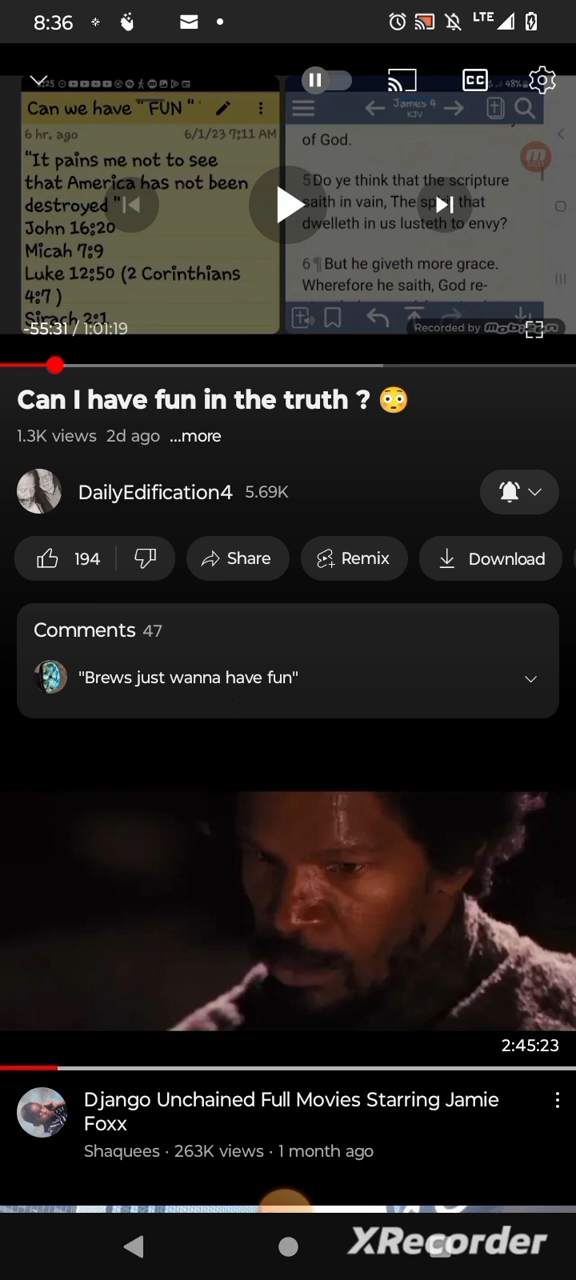 8:36
LTE
CC
:25
48%
Can we have "FUN"
6 hr. ago 6/1/23 7:11 AM
"It pains me not to see
that America has not been
destroyed"
John 16:20
Micah 7:9
Luke 12:50 (2 Corinthians
4:7)
Sirach 2:1
James 4
KJV
of God.
5 Do ye think that the scripture
saith in vain, The spirit that
dwelleth in us lusteth to envy?
6 ¶ But he giveth more grace.
Wherefore he saith, God re-
-55:31 / 1:01:19
Recorded by mobizen
Can I have fun in the truth ? 😳
1.3K views 2d ago ...more
DailyEdification4 5.69K
194 Share Remix Download
Comments 47
"Brews just wanna have fun"
2:45:23
Django Unchained Full Movies Starring Jamie
Foxx
Shaquees · 263K views · 1 month ago
XRecorder